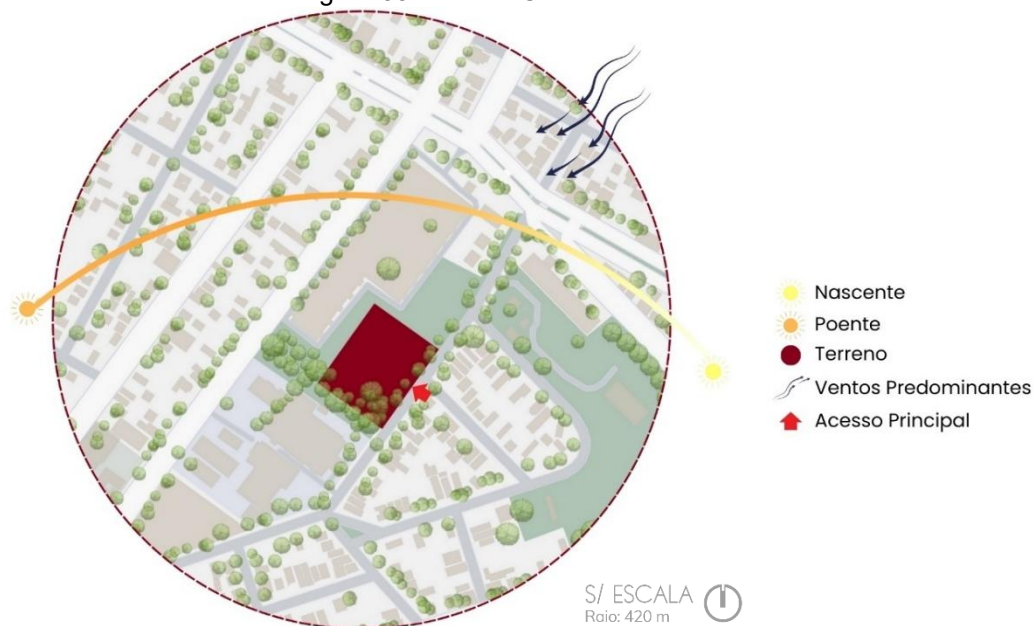 Nascente
Poente
Terreno
Ventos Predominantes
Acesso Principal
S/ ESCALA
Raio: 420 m